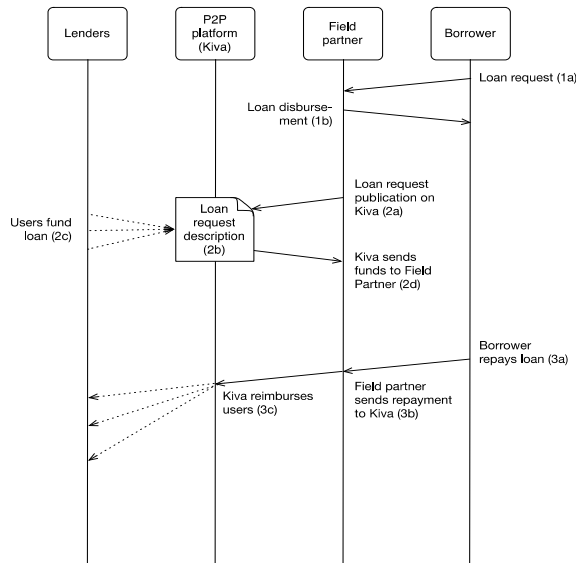 Lenders
P2P
platform
(Kiva)
Field
partner
Borrower
Loan request (1a)
Loan disburse-
ment (1b)
Loan request
publication on
Kiva (2a)
Users fund
loan (2c)
Loan
request
description
(2b)
Kiva sends
funds to Field
Partner (2d)
Borrower
repays loan (3a)
Kiva reimburses
users (3c)
Field partner
sends repayment
to Kiva (3b)